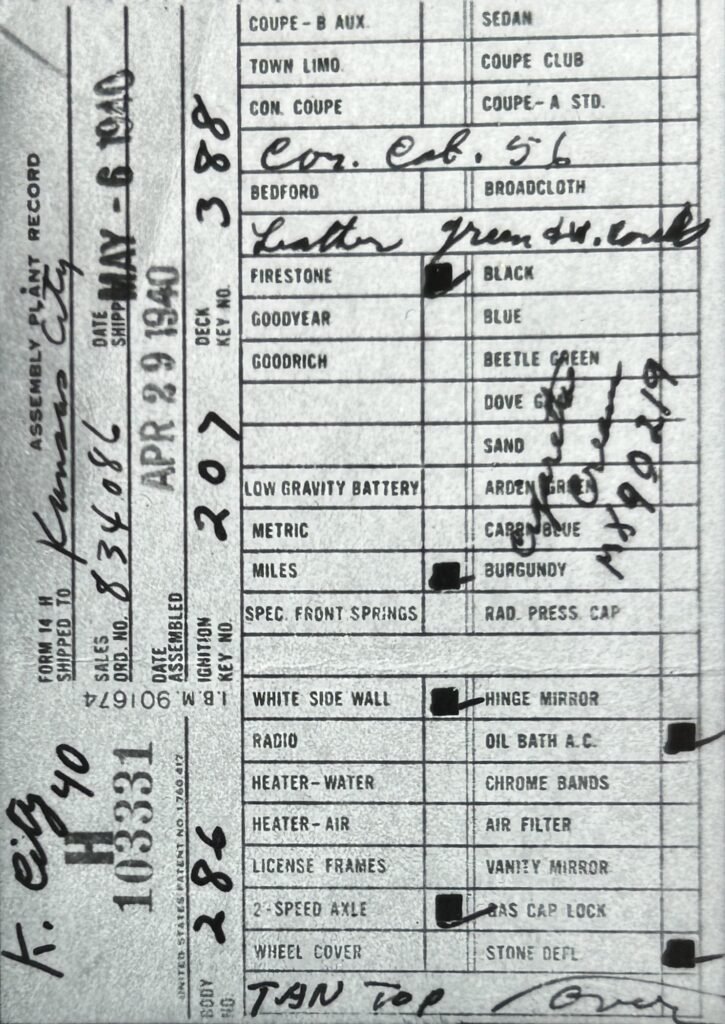 ASSEMBLY PLANT RECORD
FORM 14 H
SHIPPED TO Kansas City
SALES ORD. NO. 834086
DATE SHIPP MAY - 6 1940
DATE ASSEMBLED APR 29 1940
IGNITION KEY NO. 207
DECK KEY NO. 388
I.B.M. 901674
K. City 40
H
103331
UNITED STATES PATENT NO. 1,760,417
BODY NO. 286
COUPE - B AUX. SEDAN
TOWN LIMO. COUPE CLUB
CON. COUPE COUPE - A STD.
Con. Cab. 56
BEDFORD BROADCLOTH
Leather green & W.
FIRESTONE BLACK
GOODYEAR BLUE
GOODRICH BEETLE GREEN
DOVE G
SAND
LOW GRAVITY BATTERY ARDEN GREEN
METRIC BLUE
MILES BURGUNDY
SPEC. FRONT SPRINGS RAD. PRESS. CAP
Cream
WHITE SIDE WALL HINGE MIRROR
RADIO OIL BATH A.C.
HEATER-WATER CHROME BANDS
HEATER-AIR AIR FILTER
LICENSE FRAMES VANITY MIRROR
2-SPEED AXLE GAS CAP LOCK
WHEEL COVER STONE DEFL.
TAN TOP Over